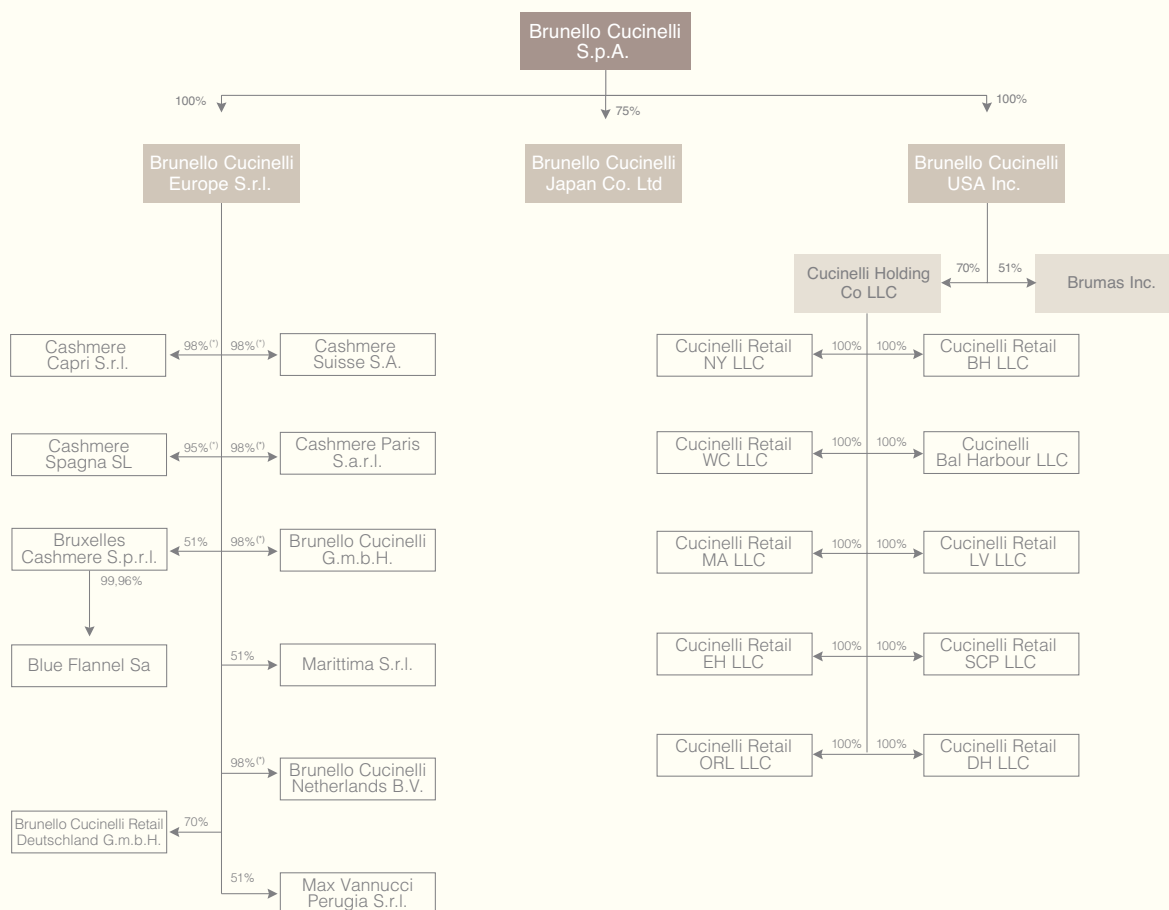 Brunello Cucinelli
S.p.A.
100%
75%
100%
Brunello Cucinelli
Europe S.r.l.
Brunello Cucinelli
Japan Co. Ltd
Brunello Cucinelli
USA Inc.
Cucinelli Holding
Co LLC
70%
51%
Brumas Inc.
Cashmere
Capri S.r.l.
98%(*)
98%(*)
Cashmere
Suisse S.A.
Cucinelli Retail
NY LLC
100%
100%
Cucinelli Retail
BH LLC
Cashmere
Spagna SL
95%(*)
98%(*)
Cashmere Paris
S.a.r.l.
Cucinelli Retail
WC LLC
100%
100%
Cucinelli
Bal Harbour LLC
Bruxelles
Cashmere S.p.r.l.
51%
98%(*)
Brunello Cucinelli
G.m.b.H.
Cucinelli Retail
MA LLC
100%
100%
Cucinelli Retail
LV LLC
99,96%
Blue Flannel Sa
51%
Marittima S.r.l.
Cucinelli Retail
EH LLC
100%
100%
Cucinelli Retail
SCP LLC
98%(*)
Brunello Cucinelli
Netherlands B.V.
Cucinelli Retail
ORL LLC
100%
100%
Cucinelli Retail
DH LLC
Brunello Cucinelli Retail
Deutschland G.m.b.H.
70%
51%
Max Vannucci
Perugia S.r.l.